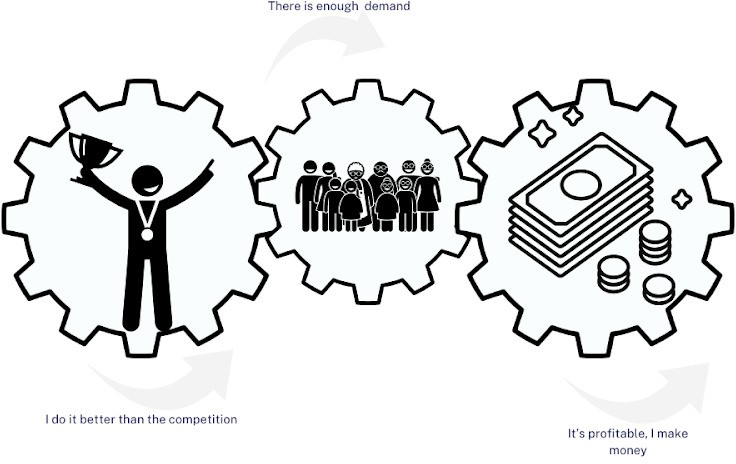 There is enough demand
I do it better than the competition
It's profitable, I make
money